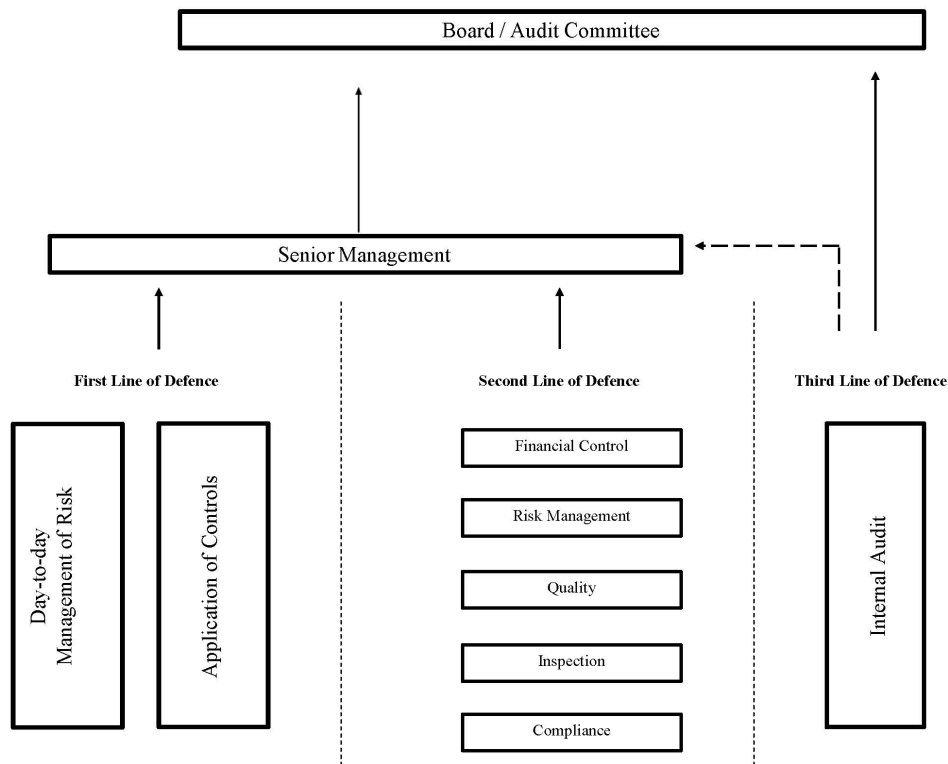 Board / Audit Committee
Senior Management
First Line of Defence
Second Line of Defence
Third Line of Defence
Day-to-day
Management of Risk
Application of Controls
Financial Control
Risk Management
Quality
Inspection
Compliance
Internal Audit